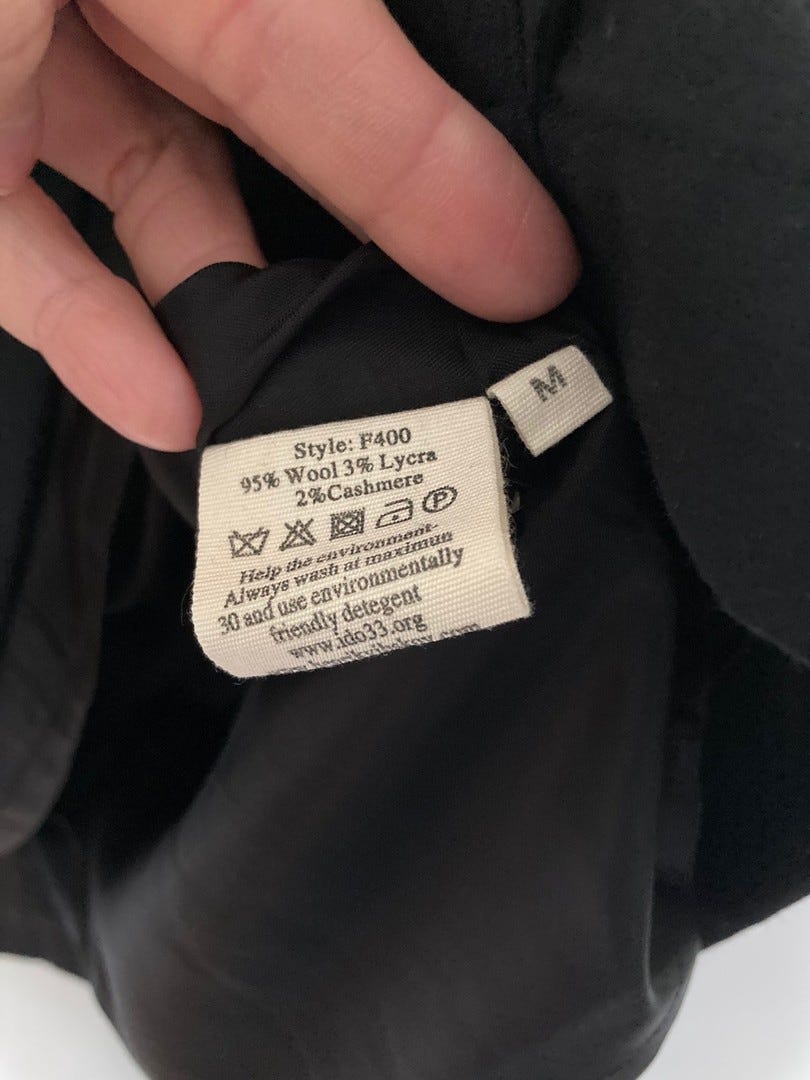 M
Style: F400
95% Wool 3% Lycra
2%Cashmere
P
Help the environment-
Always wash at maximun
30 and use environmentally
friendly detegent
www.ido33.org